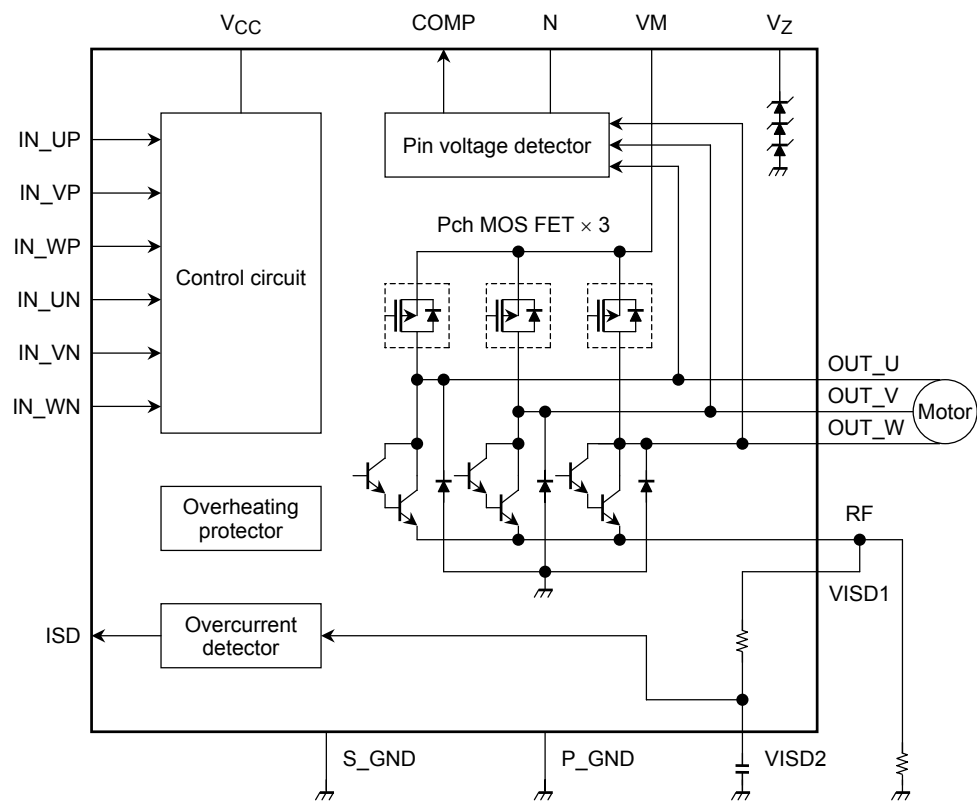 VCC
COMP
N
VM
VZ
IN_UP
IN_VP
IN_WP
IN_UN
IN_VN
IN_WN
Control circuit
Pin voltage detector
Pch MOS FET × 3
OUT_U
OUT_V
OUT_W
Motor
Overheating
protector
RF
VISD1
ISD
Overcurrent
detector
S_GND
P_GND
VISD2